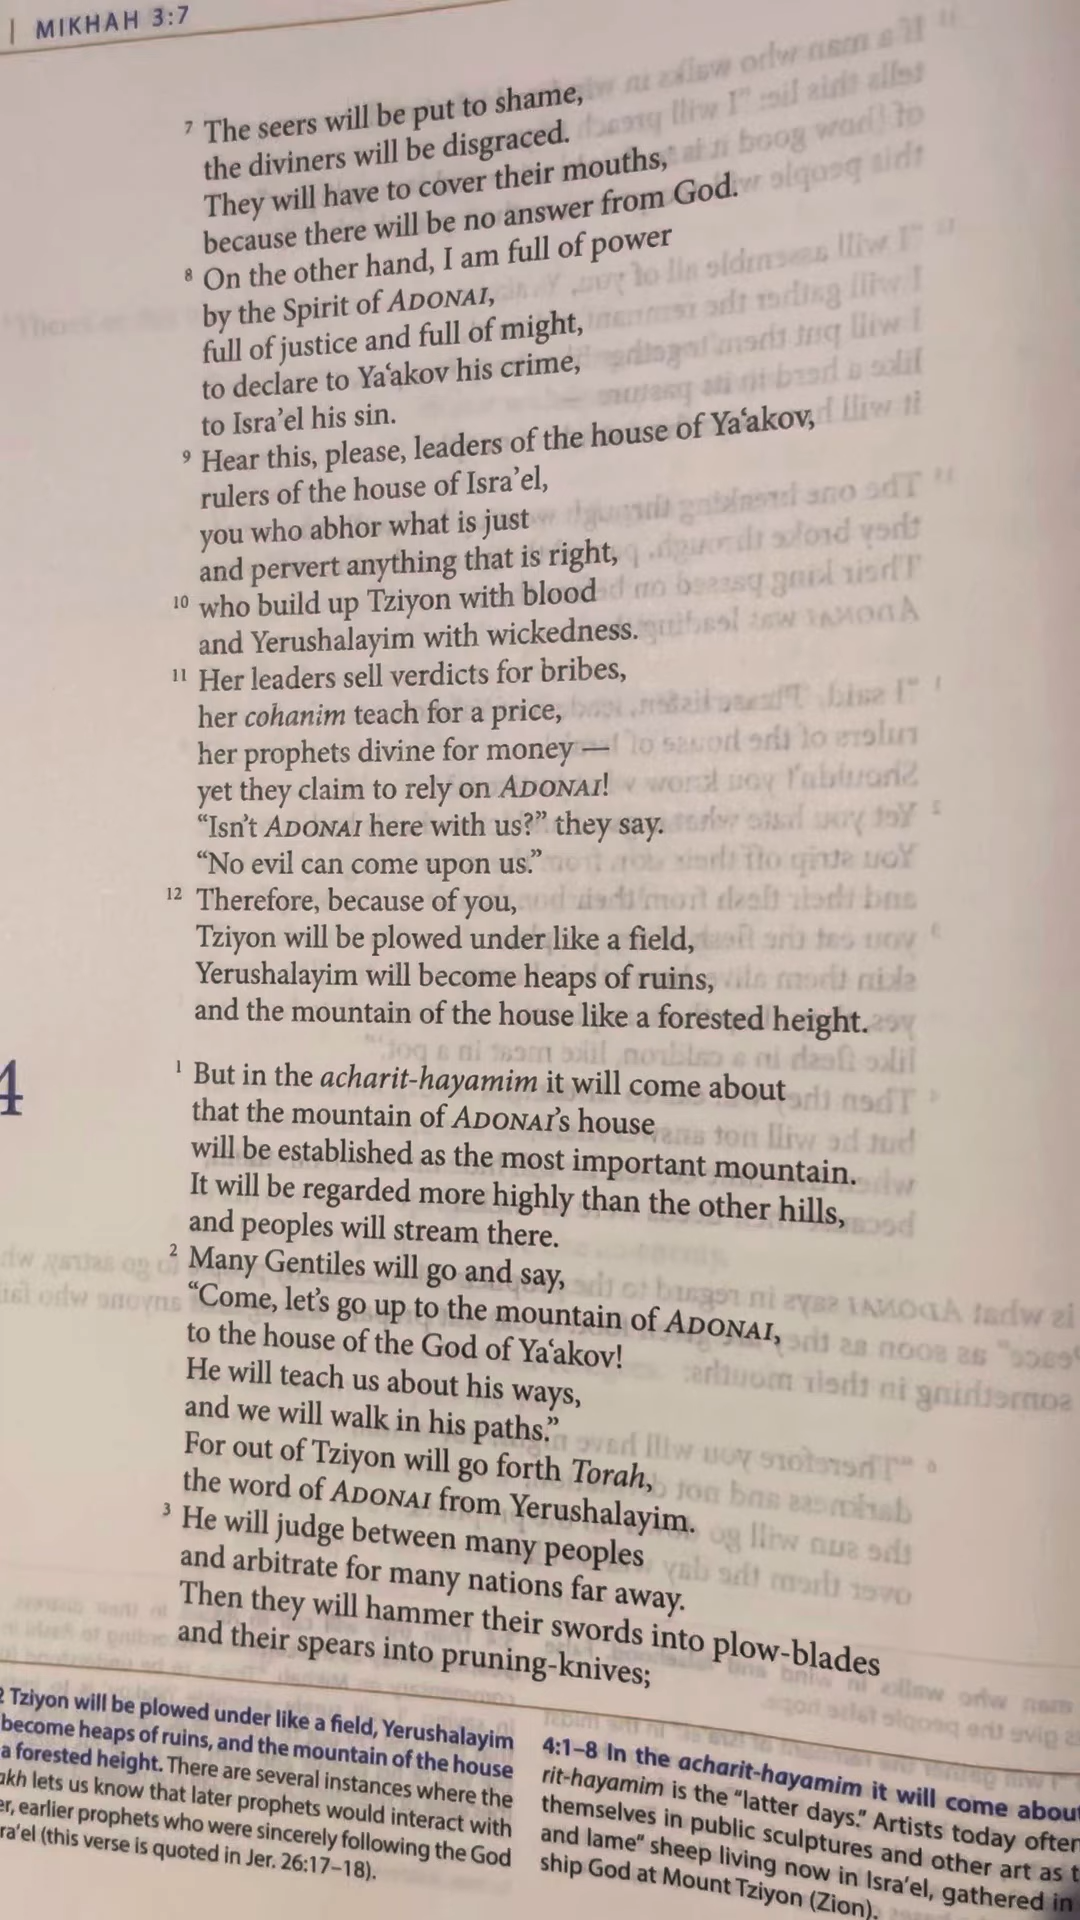 | MIKHAH 3:7
7 The seers will be put to shame,
the diviners will be disgraced.
They will have to cover their mouths,
because there will be no answer from God.
8 On the other hand, I am full of power
by the Spirit of ADONAI,
full of justice and full of might,
to declare to Ya‘akov his crime,
to Isra’el his sin.
9 Hear this, please, leaders of the house of Ya‘akov,
rulers of the house of Isra’el,
you who abhor what is just
and pervert anything that is right,
10 who build up Tziyon with blood
and Yerushalayim with wickedness.
11 Her leaders sell verdicts for bribes,
her cohanim teach for a price,
her prophets divine for money —
yet they claim to rely on ADONAI!
“Isn’t ADONAI here with us?” they say.
“No evil can come upon us.”
12 Therefore, because of you,
Tziyon will be plowed under like a field,
Yerushalayim will become heaps of ruins,
and the mountain of the house like a forested height.
4
1 But in the acharit-hayamim it will come about
that the mountain of ADONAI’s house
will be established as the most important mountain.
It will be regarded more highly than the other hills,
and peoples will stream there.
2 Many Gentiles will go and say,
“Come, let’s go up to the mountain of ADONAI,
to the house of the God of Ya‘akov!
He will teach us about his ways,
and we will walk in his paths.”
For out of Tziyon will go forth Torah,
the word of ADONAI from Yerushalayim.
3 He will judge between many peoples
and arbitrate for many nations far away.
Then they will hammer their swords into plow-blades
and their spears into pruning-knives;
2 Tziyon will be plowed under like a field, Yerushalayim
become heaps of ruins, and the mountain of the house
a forested height. There are several instances where the
akh lets us know that later prophets would interact with
er, earlier prophets who were sincerely following the God
ra’el (this verse is quoted in Jer. 26:17–18).
4:1–8 In the acharit-hayamim it will come about
rit-hayamim is the “latter days.” Artists today often
themselves in public sculptures and other art as t
and lame” sheep living now in Isra’el, gathered in
ship God at Mount Tziyon (Zion).